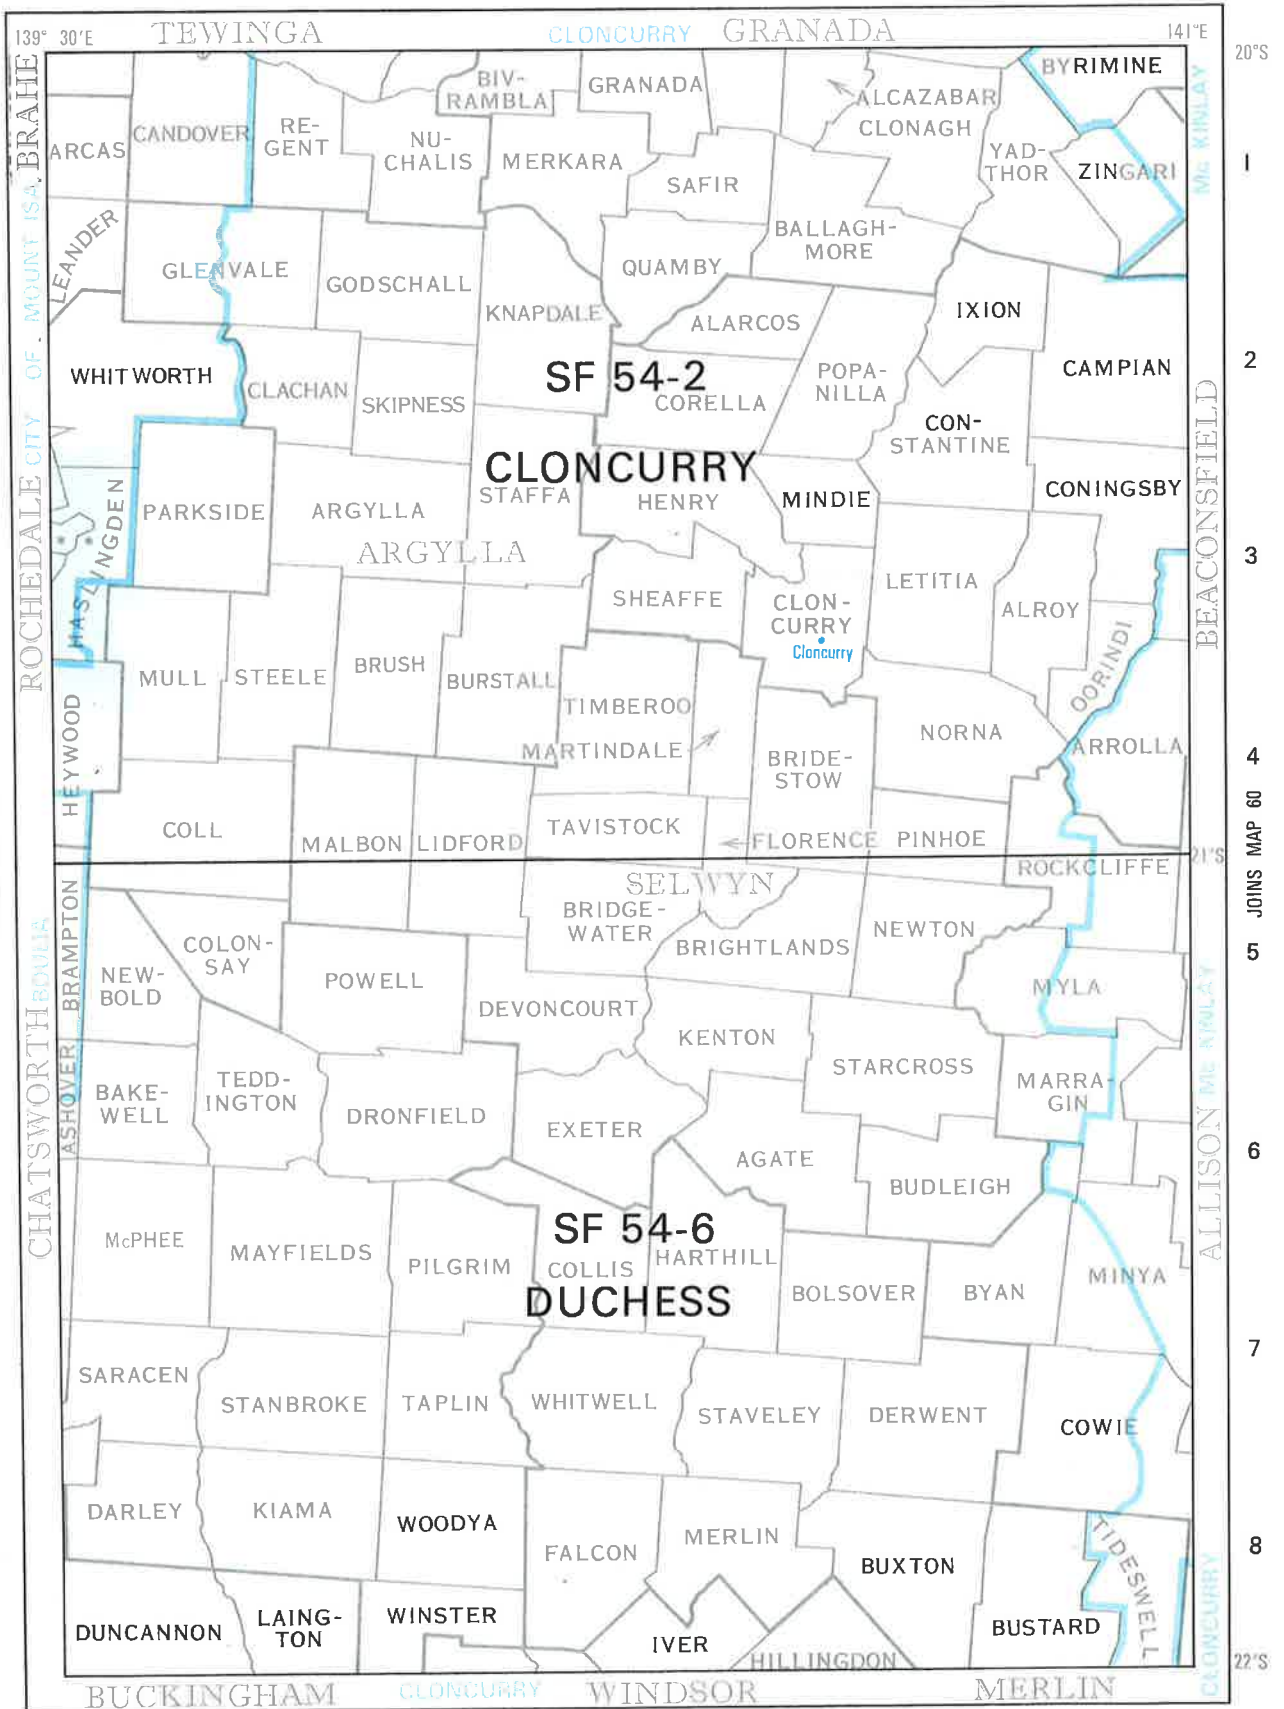 TEWINGA CLONCURRY GRANADA
139° 30'E 141°E
20°S
BRAHE
BIV-
RAMBLA
GRANADA
BYRIMINE
ALCAZABAR
CLONAGH
Mc KINLAY
ARCAS
CANDOVER
RE-
GENT
NU-
CHALIS
MERKARA
SAFIR
YAD-
THOR
ZINGARI
1
LEANDER
GLENVALE
GODSCHALL
KNAPDALE
QUAMBY
BALLAGH-
MORE
ALARCOS
IXION
CITY OF MOUNT ISA
WHITWORTH
CLACHAN
SKIPNESS
SF 54-2
CORELLA
POPA-
NILLA
CAMPIAN
2
CON-
STANTINE
BEACONSFIELD
CLONCURRY
ROCHEDALE
HASLINGDEN
PARKSIDE
ARGYLLA
STAFFA
HENRY
MINDIE
CONINGSBY
ARGYLLA
3
SHEAFFE
CLON-
CURRY
Cloncurry
LETITIA
ALROY
OORINDI
MULL
STEELE
BRUSH
BURSTALL
TIMBEROO
MARTINDALE
NORNA
ARROLLA
HEYWOOD
BRIDE-
STOW
4
COLL
MALBON
LIDFORD
TAVISTOCK
FLORENCE
PINHOE
JOINS MAP 60
21°S
ROCKCLIFFE
SELWYN
BRAMPTON
BRIDGE-
WATER
BRIGHTLANDS
NEWTON
COLON-
SAY
5
BOULIA
NEW-
BOLD
POWELL
DEVONCOURT
MYLA
CHATSWORTH
KENTON
STARCROSS
Mc KINLAY
ASHOVER
BAKE-
WELL
TEDD-
INGTON
DRONFIELD
EXETER
MARRA-
GIN
AGATE
6
BUDLEIGH
ALLISON
SF 54-6
McPHEE
MAYFIELDS
PILGRIM
COLLIS
HARTHILL
DUCHESS
BOLSOVER
BYAN
MINYA
7
SARACEN
STANBROKE
TAPLIN
WHITWELL
STAVELEY
DERWENT
COWIE
DARLEY
KIAMA
WOODYA
FALCON
MERLIN
BUXTON
TIDESWELL
8
DUNCANNON
LAING-
TON
WINSTER
IVER
HILLINGDON
BUSTARD
CLONCURRY
22°S
BUCKINGHAM CLONCURRY WINDSOR MERLIN